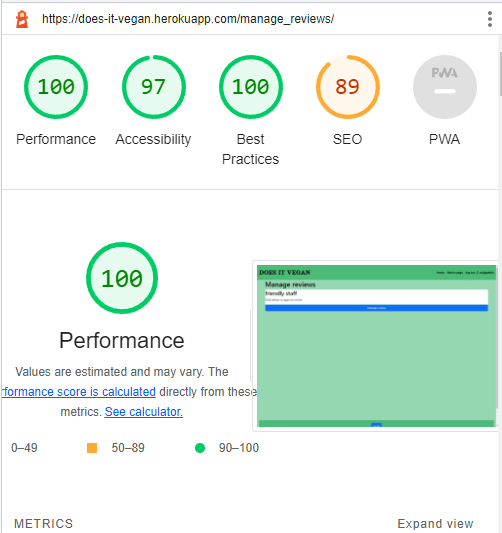 https://does-it-vegan.herokuapp.com/manage_reviews/
100 97 100 89 PWA
Performance Accessibility Best Practices SEO PWA
100
DOES IT VEGAN
Manage reviews
friendly staff
Performance
Values are estimated and may vary. The
rformance score is calculated directly from these
metrics. See calculator.
0–49 50–89 90–100
METRICS Expand view